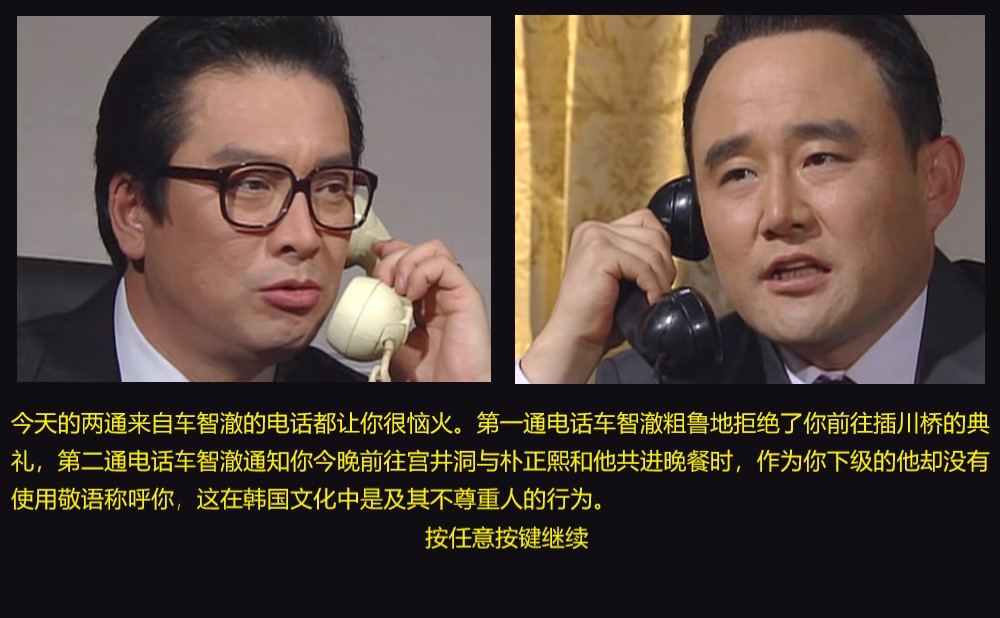 今天的两通来自车智澈的电话都让你很恼火。第一通电话车智澈粗鲁地拒绝了你前往插川桥的典
礼，第二通电话车智澈通知你今晚前往宫井洞与朴正熙和他共进晚餐时，作为你下级的他却没有
使用敬语称呼你，这在韩国文化中是及其不尊重人的行为。
按任意按键继续